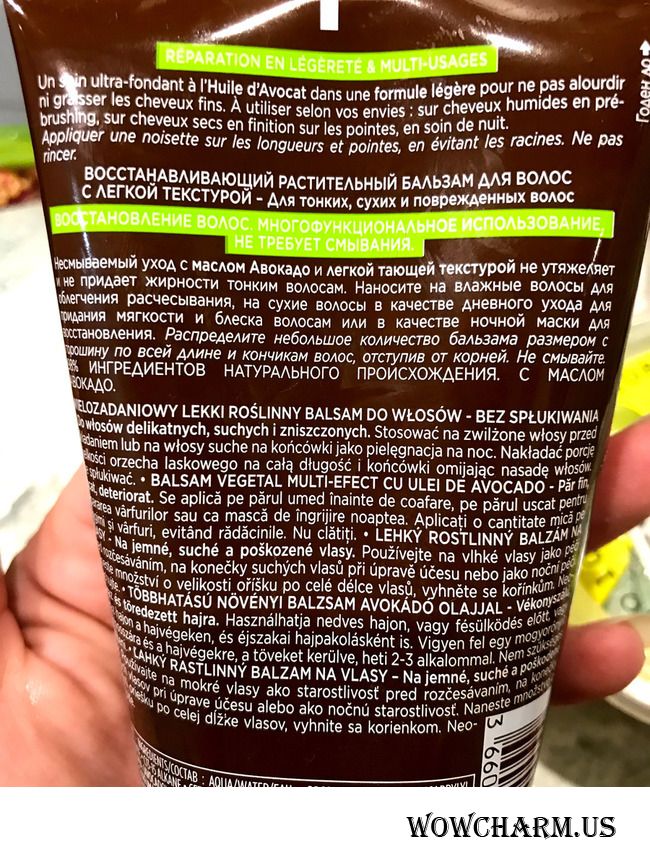 RÉPARATION EN LÉGÈRETÉ & MULTI-USAGES
Un ultra-fondant à l'Huile d'Avocat dans une formule légère pour ne pas alourdir
ni graisser les cheveux fins. À utiliser selon vos envies : sur cheveux humides en pré-
brushing, sur cheveux secs en finition sur les pointes, en soin de nuit.
Appliquer une noisette sur les longueurs et pointes, en évitant les racines. Ne pas
rincer.
Годен до
ВОССТАНАВЛИВАЮЩИЙ РАСТИТЕЛЬНЫЙ БАЛЬЗАМ ДЛЯ ВОЛОС
С ЛЕГКОЙ ТЕКСТУРОЙ - Для тонких, сухих и поврежденных волос
ВОССТАНОВЛЕНИЕ ВОЛОС. МНОГОФУНКЦИОНАЛЬНОЕ ИСПОЛЬЗОВАНИЕ,
НЕ ТРЕБУЕТ СМЫВАНИЯ.
Несмываемый уход с маслом Авокадо и легкой тающей текстурой не утяжеляет
и не придает жирности тонким волосам. Наносите на влажные волосы для
облегчения расчесывания, на сухие волосы в качестве дневного ухода для
придания мягкости и блеска волосам или в качестве ночной маски для
восстановления. Распределите небольшое количество бальзама размером с
горошину по всей длине и кончикам волос, отступив от корней. Не смывайте.
ИНГРЕДИЕНТОВ НАТУРАЛЬНОГО ПРОИСХОЖДЕНИЯ. С МАСЛОМ
АВОКАДО.
LEKKI ROŚLINNY BALSAM DO WŁOSÓW - BEZ SPŁUKIWANIA
włosów delikatnych, suchych i zniszczonych. Stosować na zwilżone włosy przed
lub na włosy suche na końcówki jako pielęgnacja na noc. Nakładać porcję
orzecha laskowego na całą długość i końcówki omijając nasadę włosów.
• BALSAM VEGETAL MULTI-EFECT CU ULEI DE AVOCADO - Păr fin,
deteriorat. Se aplică pe părul umed înainte de coafare, pe părul uscat pentru
vârfurilor sau ca mască de îngrijire noaptea. Aplicați o cantitate mică pe
și vârfuri, evitând rădăcinile. Nu clătiți. • LEHKÝ ROSTLINNÝ BALZÁM NA
- Na jemné, suché a poškozené vlasy. Používejte na vlhké vlasy jako
na konečky suchých vlasů při úpravě účesu nebo jako noční
množství o velikosti oříšku po celé délce vlasů, vyhněte se kořínkům.
• TÖBBHATÁSÚ NÖVÉNYI BALZSAM AVOKÁDÓ OLAJJAL - Vékonyszálú,
és töredezett hajra. Használhatja nedves hajon, vagy fésülködés előtt, vagy
hajon a hajvégeken, és éjszakai hajpakolásként is. Vigyen fel egy mogyorónyi
és a hajvégekre, a töveket kerülve, heti 2-3 alkalommal. Nem
• ĽAHKÝ RASTLINNÝ BALZAM NA VLASY - Na jemné, suché a
na mokré vlasy ako starostlivosť pred rozčesávaním, na
vlasov pri úprave účesu alebo ako nočnú starostlivosť. Naneste
po celej dĺžke vlasov, vyhnite sa korienkom. Neo-
3 660
AQUA/WATER/EAU
WOWCHARM.US